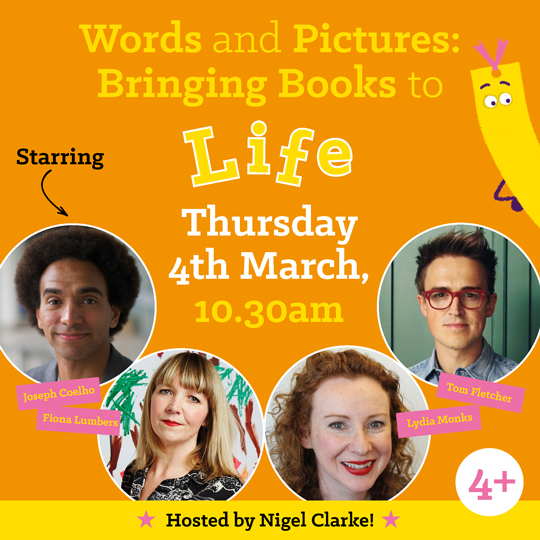 Words and Pictures:
Bringing Books to
Life
Starring
Thursday
4th March,
10.30am
Joseph Coelho
Fiona Lumbers
Tom Fletcher
Lydia Monks
4+
Hosted by Nigel Clarke!